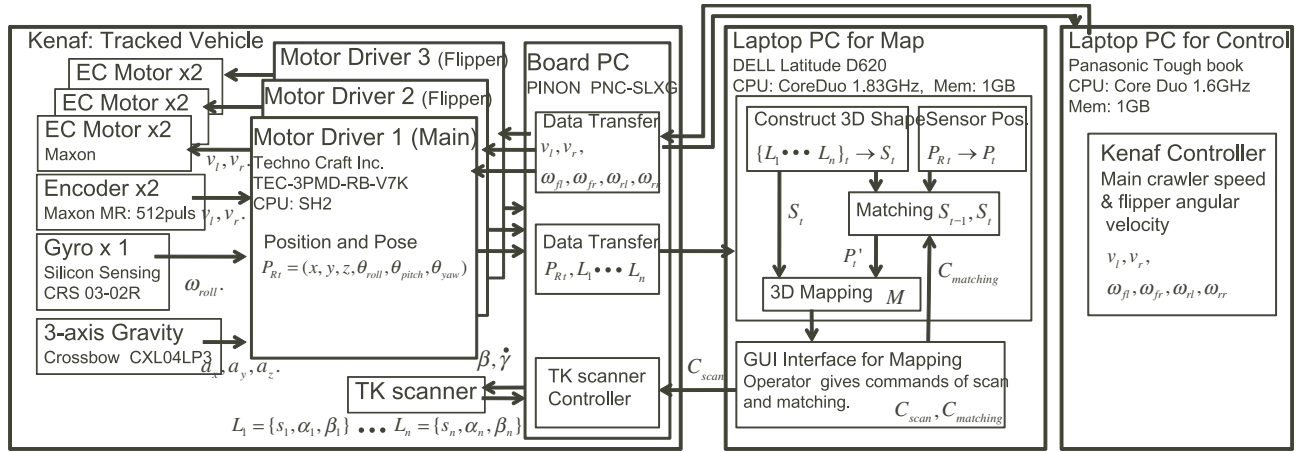 Kenaf: Tracked Vehicle
EC Motor x2
EC Motor x2
EC Motor x2
Maxon
v_l, v_r.
Encoder x2
Maxon MR: 512puls
v_l, v_r.
Gyro x 1
Silicon Sensing
CRS 03-02R
ω_roll.
3-axis Gravity
Crossbow CXL04LP3
a_x, a_y, a_z.
Motor Driver 3 (Flipper)
Motor Driver 2 (Flipper)
Motor Driver 1 (Main)
Techno Craft Inc.
TEC-3PMD-RB-V7K
CPU: SH2
Position and Pose
P_Rt = (x, y, z, θ_roll, θ_pitch, θ_yaw)
β, γ̇
TK scanner
L_1 = {s_1, α_1, β_1} ••• L_n = {s_n, α_n, β_n}
Board PC
PINON PNC-SLXG
Data Transfer
v_l, v_r,
ω_fl, ω_fr, ω_rl, ω_rr
Data Transfer
P_Rt, L_1 ••• L_n
TK scanner
Controller
C_scan
Laptop PC for Map
DELL Latitude D620
CPU: CoreDuo 1.83GHz, Mem: 1GB
Construct 3D Shape
{L_1 ••• L_n}_t → S_t
Sensor Pos.
P_Rt → P_t
S_t
Matching S_t-1, S_t
P_t'
C_matching
3D Mapping M
GUI Interface for Mapping
Operator gives commands of scan
and matching.
C_scan, C_matching
Laptop PC for Control
Panasonic Tough book
CPU: Core Duo 1.6GHz
Mem: 1GB
Kenaf Controller
Main crawler speed
& flipper angular
velocity
v_l, v_r,
ω_fl, ω_fr, ω_rl, ω_rr